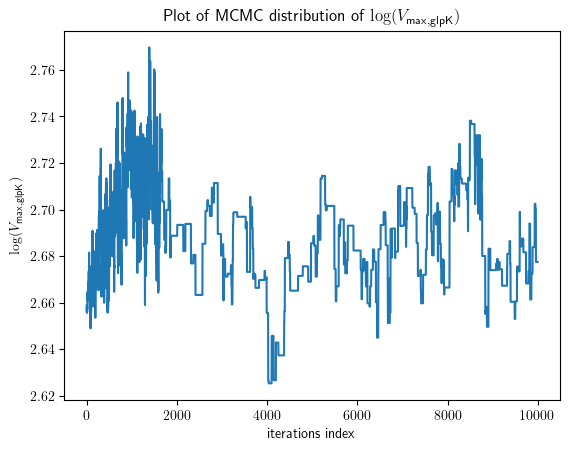 Plot of MCMC distribution of log(V_max,glpK)
log(V_max,glpK)
2.76
2.74
2.72
2.70
2.68
2.66
2.64
2.62
0 2000 4000 6000 8000 10000
iterations index